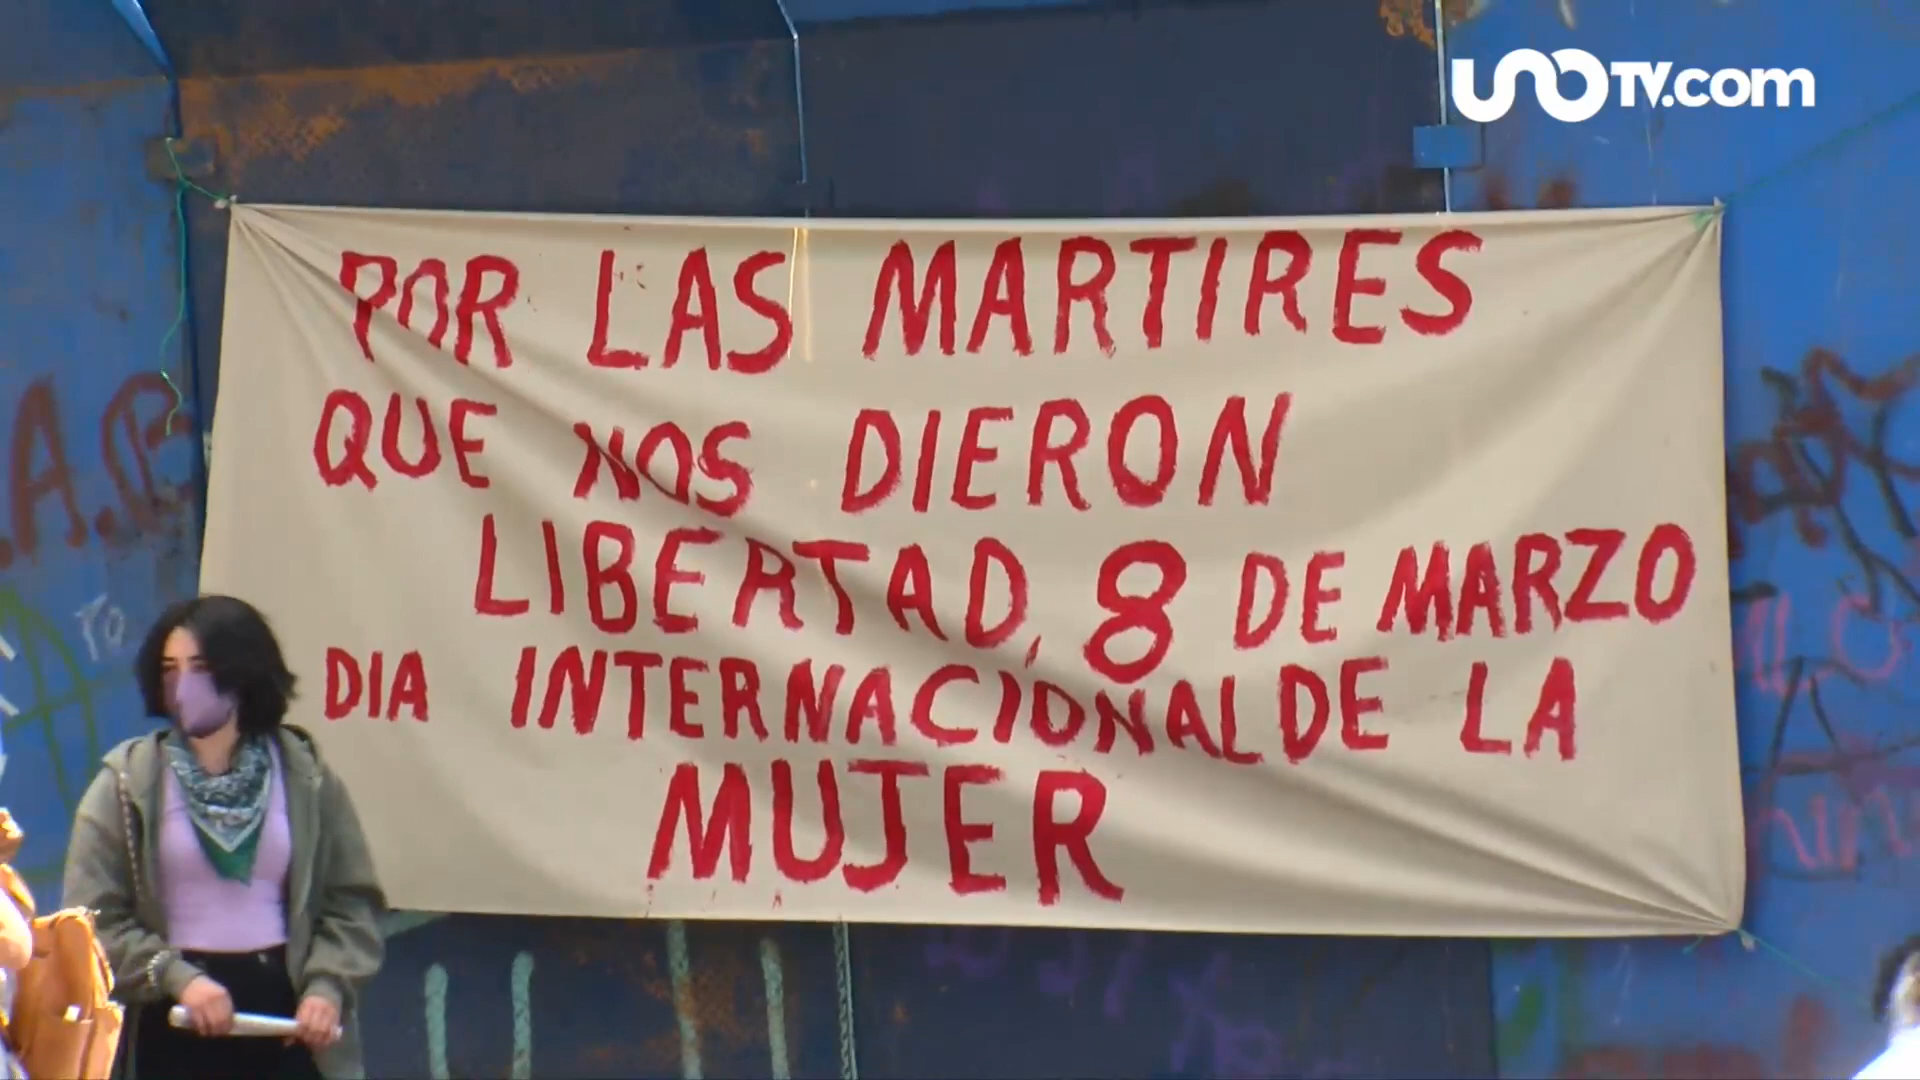 UNOTV.com
POR LAS MARTIRES
QUE NOS DIERON
LIBERTAD, 8 DE MARZO
DIA INTERNACIONAL DE LA
MUJER